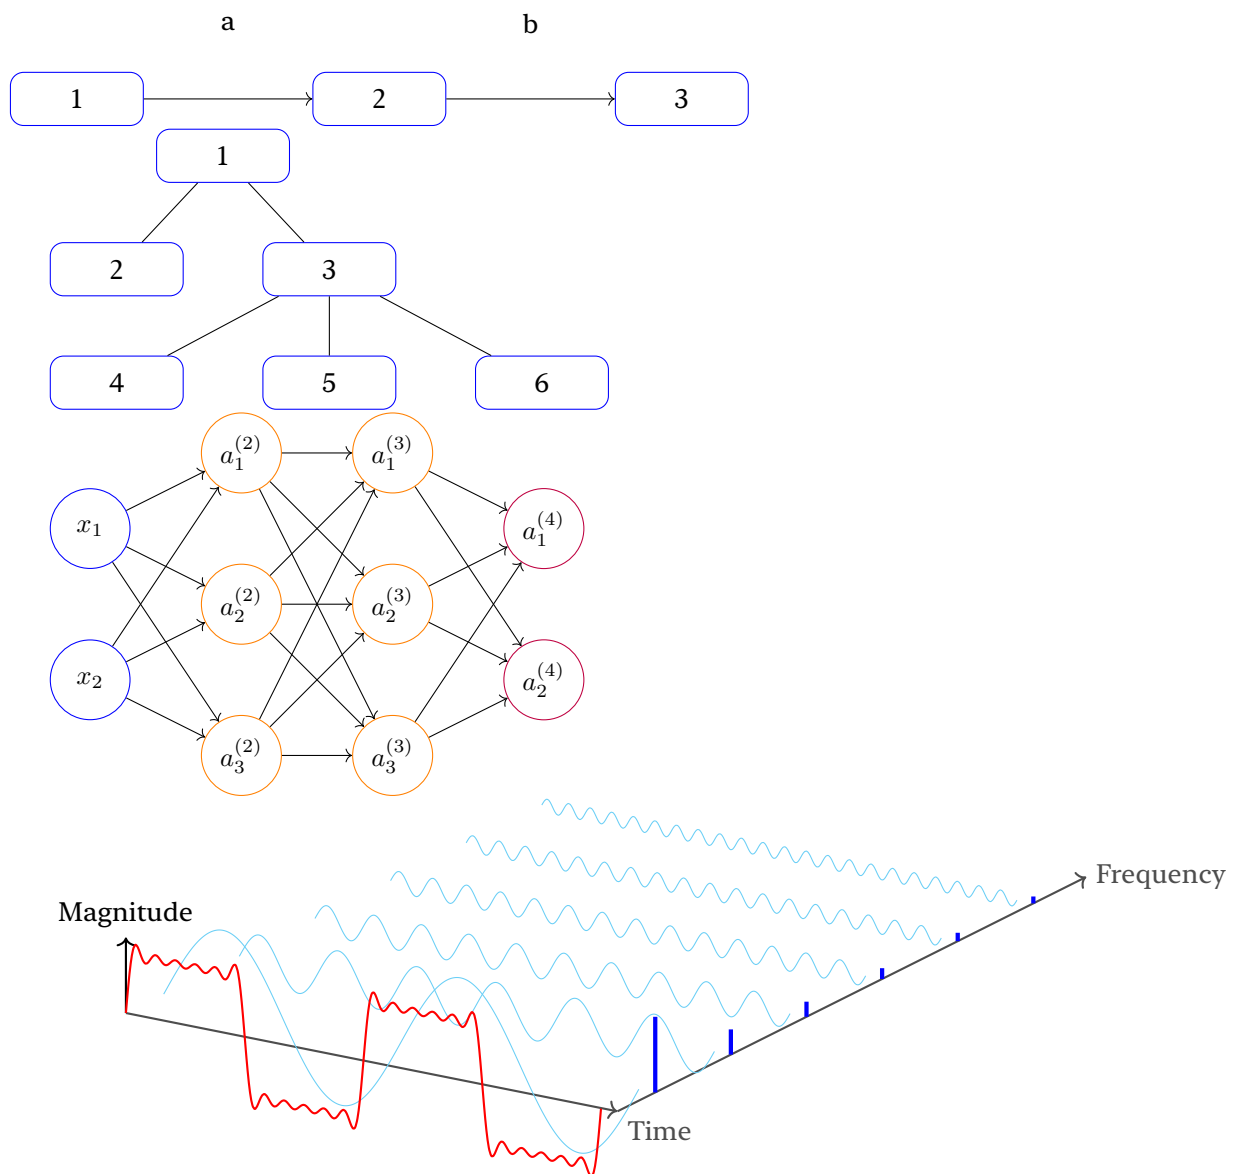 a b
1 2 3
1
2 3
4 5 6
a_1^{(2)} a_1^{(3)}
x_1 a_1^{(4)}
a_2^{(2)} a_2^{(3)}
x_2 a_2^{(4)}
a_3^{(2)} a_3^{(3)}
Frequency
Magnitude
Time